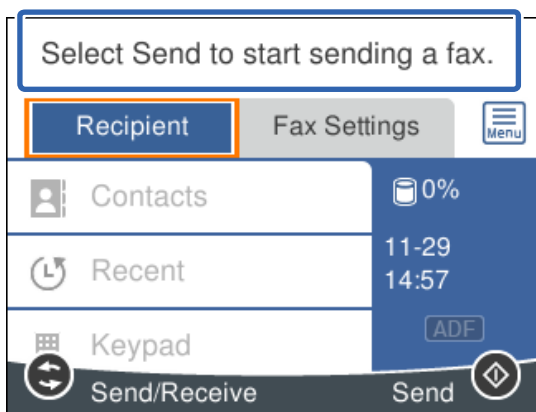 Select Send to start sending a fax.
Recipient
Fax Settings
Menu
Contacts
0%
Recent
11-29
14:57
Keypad
ADF
Send/Receive
Send